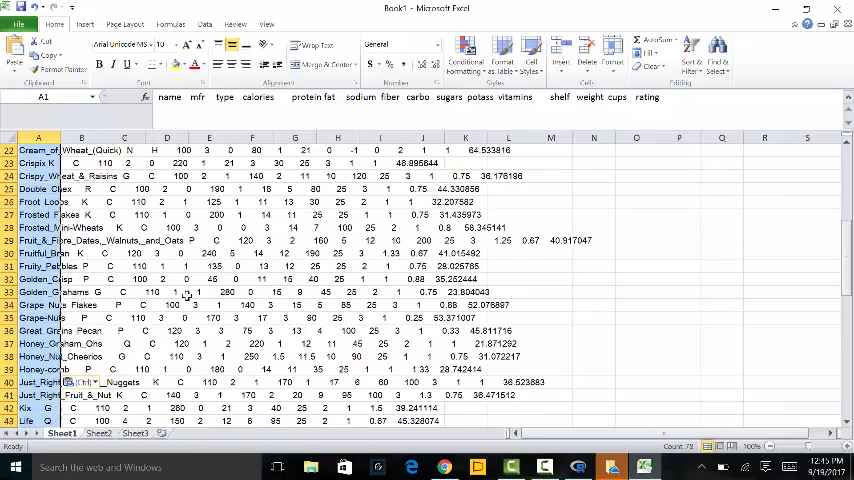 Book1 - Microsoft Excel
File Home Insert Page Layout Formulas Data Review View
Cut
Copy
Format Painter
Paste
Clipboard
Arial Unicode MS 10
Font
Wrap Text
Merge & Center
Alignment
General
Number
Conditional Formatting
Format as Table
Cell Styles
Styles
Insert Delete Format
Cells
AutoSum
Fill
Clear
Sort & Filter
Find & Select
Editing
A1 fx name mfr type calories protein fat sodium fiber carbo sugars potass vitamins shelf weight cups rating
A B C D E F G H I J K L M N O P Q R S
22 Cream_of_Wheat_(Quick) N H 100 3 0 80 1 21 0 -1 0 2 1 1 64.533816
23 Crispix K C 110 2 0 220 1 21 3 30 25 3 1 1 46.895644
24 Crispy_Wheat_&_Raisins G C 100 2 1 140 2 11 10 120 25 3 1 0.75 36.176196
25 Double_Chex R C 100 2 0 190 1 18 5 80 25 3 1 0.75 44.330856
26 Froot_Loops K C 110 2 1 125 1 11 13 30 25 2 1 1 32.207582
27 Frosted_Flakes K C 110 1 0 200 1 14 11 25 25 1 1 0.75 31.435973
28 Frosted_Mini-Wheats K C 100 3 0 0 3 14 7 100 25 2 1 0.8 58.345141
29 Fruit_&_Fibre_Dates,_Walnuts,_and_Oats P C 120 3 2 160 5 12 10 200 25 3 1.25 0.67 40.917047
30 Fruitful_Bran K C 120 3 0 240 5 14 12 190 25 3 1.33 0.67 41.015492
31 Fruity_Pebbles P C 110 1 1 135 0 13 12 25 25 2 1 0.75 28.025765
32 Golden_Crisp P C 100 2 0 45 0 11 15 40 25 1 1 0.88 35.252444
33 Golden_Grahams G C 110 1 1 280 0 15 9 45 25 2 1 0.75 23.804043
34 Grape_Nuts_Flakes P C 100 3 1 140 3 15 5 85 25 3 1 0.88 52.076897
35 Grape-Nuts P C 110 3 0 170 3 17 3 90 25 3 1 0.25 53.371007
36 Great_Grains_Pecan P C 120 3 3 75 3 13 4 100 25 3 1 0.33 45.811716
37 Honey_Graham_Ohs Q C 120 1 2 220 1 12 11 45 25 2 1 1 21.871292
38 Honey_Nut_Cheerios G C 110 3 1 250 1.5 11.5 10 90 25 1 1 0.75 31.072217
39 Honey-comb P C 110 1 0 180 0 14 11 35 25 1 1 1.33 28.742414
40 Just_Right (Ctrl) _Nuggets K C 110 2 1 170 1 17 6 60 100 3 1 1 36.523683
41 Just_Right_Fruit_&_Nut K C 140 3 1 170 2 20 9 95 100 3 1.3 0.75 36.471512
42 Kix G C 110 2 1 260 0 21 3 40 25 2 1 1.5 39.241114
43 Life Q C 100 4 2 150 2 12 6 95 25 2 1 0.67 45.328074
Sheet1 Sheet2 Sheet3
Ready Count: 78 100%
Ask me anything. Search the web and Windows
12:45 PM
9/19/2017